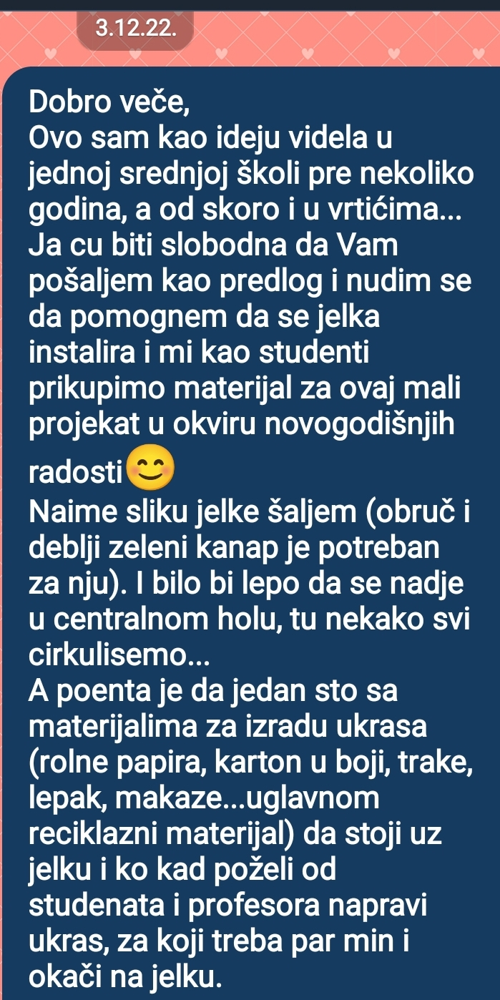 3.12.22.
Dobro veče,
Ovo sam kao ideju videla u
jednoj srednjoj školi pre nekoliko
godina, a od skoro i u vrtićima...
Ja cu biti slobodna da Vam
pošaljem kao predlog i nudim se
da pomognem da se jelka
instalira i mi kao studenti
prikupimo materijal za ovaj mali
projekat u okviru novogodišnjih
radosti😊
Naime sliku jelke šaljem (obruč i
deblji zeleni kanap je potreban
za nju). I bilo bi lepo da se nadje
u centralnom holu, tu nekako svi
cirkulisemo...
A poenta je da jedan sto sa
materijalima za izradu ukrasa
(rolne papira, karton u boji, trake,
lepak, makaze...uglavnom
reciklazni materijal) da stoji uz
jelku i ko kad poželi od
studenata i profesora napravi
ukras, za koji treba par min i
okači na jelku.